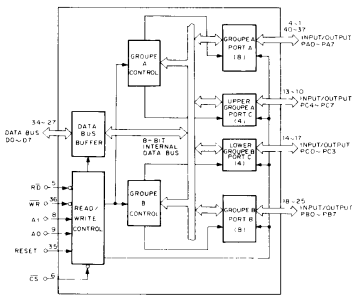 GROUPE A
CONTROL
GROUPE A
PORT A
(8)
4~1
40~37
INPUT/OUTPUT
PA0~PA7
UPPER
GROUPE A
PORT C
(4)
13~10
INPUT/OUTPUT
PC4~PC7
34~27
DATA BUS
D0~D7
DATA
BUS
BUFFER
8-BIT
INTERNAL
DATA BUS
LOWER
GROUPE B
PORT C
(4)
14~17
INPUT/OUTPUT
PC0~PC3
RD 5
WR 36
A1 8
A0 9
RESET 35
CS 6
READ/
WRITE
CONTROL
GROUPE
B
CONTROL
GROUPE B
PORT B
(8)
18~25
INPUT/OUTPUT
PB0~PB7